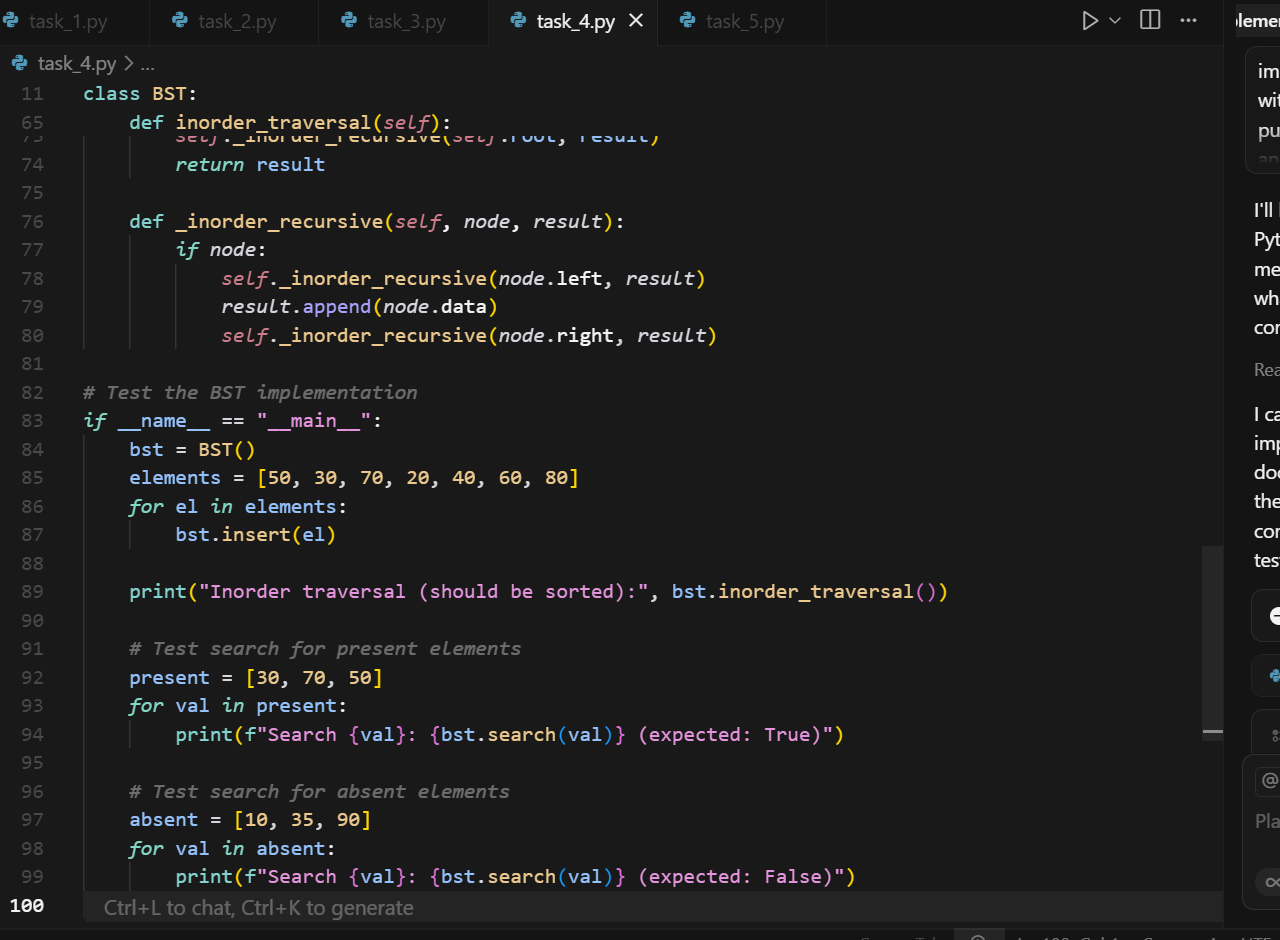 task_1.py task_2.py task_3.py task_4.py task_5.py
task_4.py > ...
11 class BST:
65     def inorder_traversal(self):
73         self._inorder_recursive(self.root, result)
74         return result
75
76     def _inorder_recursive(self, node, result):
77         if node:
78             self._inorder_recursive(node.left, result)
79             result.append(node.data)
80             self._inorder_recursive(node.right, result)
81
82 # Test the BST implementation
83 if __name__ == "__main__":
84     bst = BST()
85     elements = [50, 30, 70, 20, 40, 60, 80]
86     for el in elements:
87         bst.insert(el)
88
89     print("Inorder traversal (should be sorted):", bst.inorder_traversal())
90
91     # Test search for present elements
92     present = [30, 70, 50]
93     for val in present:
94         print(f"Search {val}: {bst.search(val)} (expected: True)")
95
96     # Test search for absent elements
97     absent = [10, 35, 90]
98     for val in absent:
99         print(f"Search {val}: {bst.search(val)} (expected: False)")
100 Ctrl+L to chat, Ctrl+K to generate
I'll
@